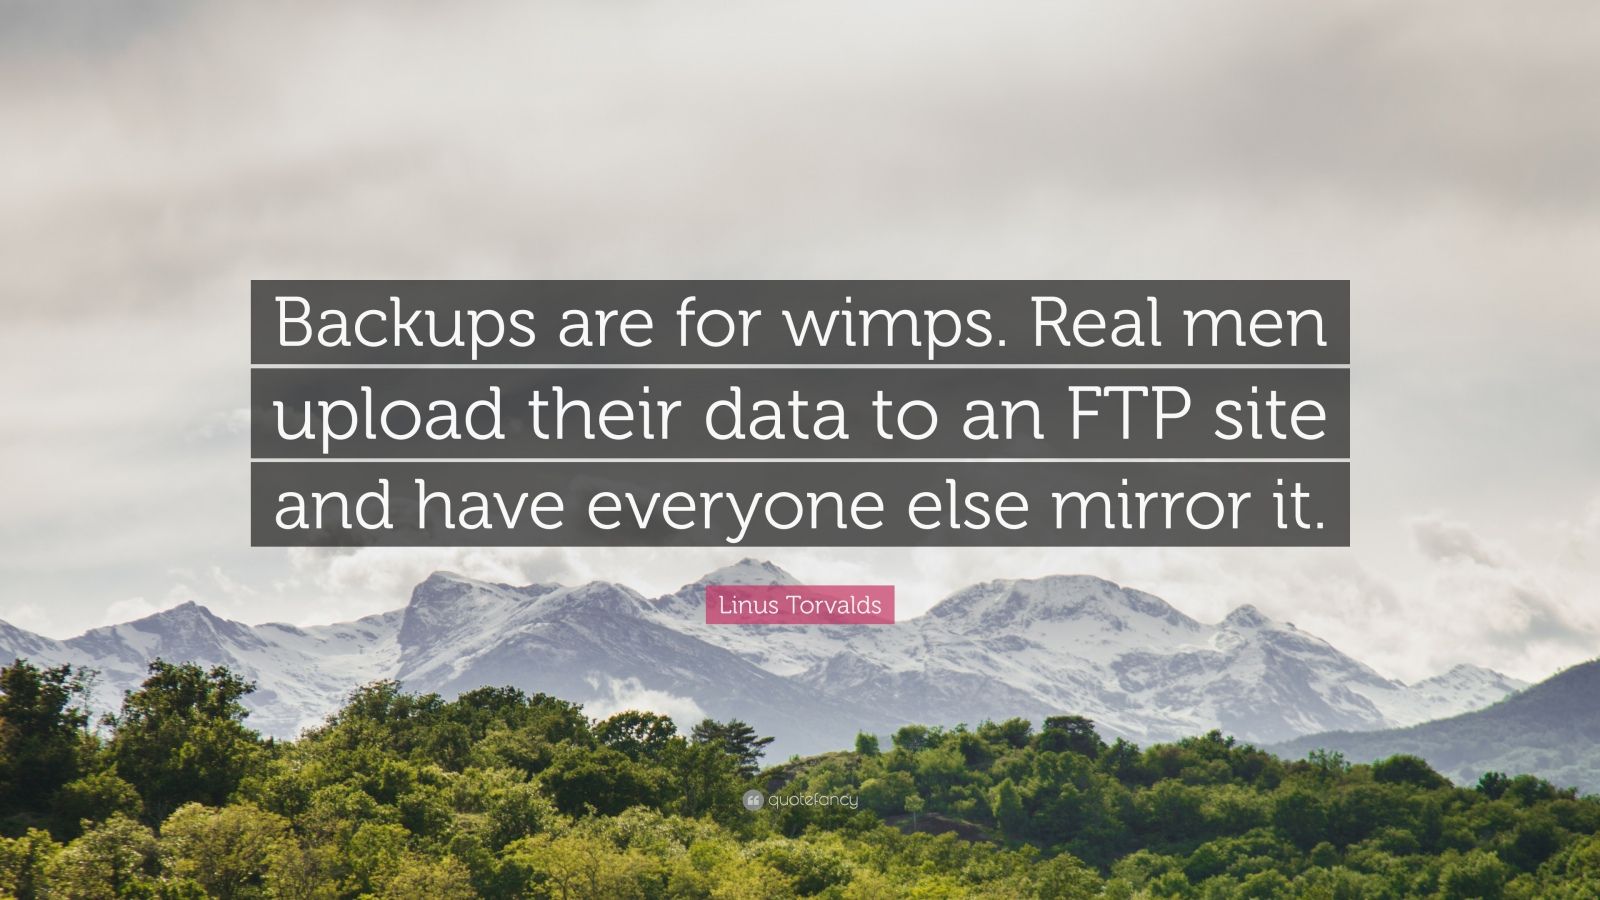 Backups are for wimps. Real men
upload their data to an FTP site
and have everyone else mirror it.
Linus Torvalds
quotefancy